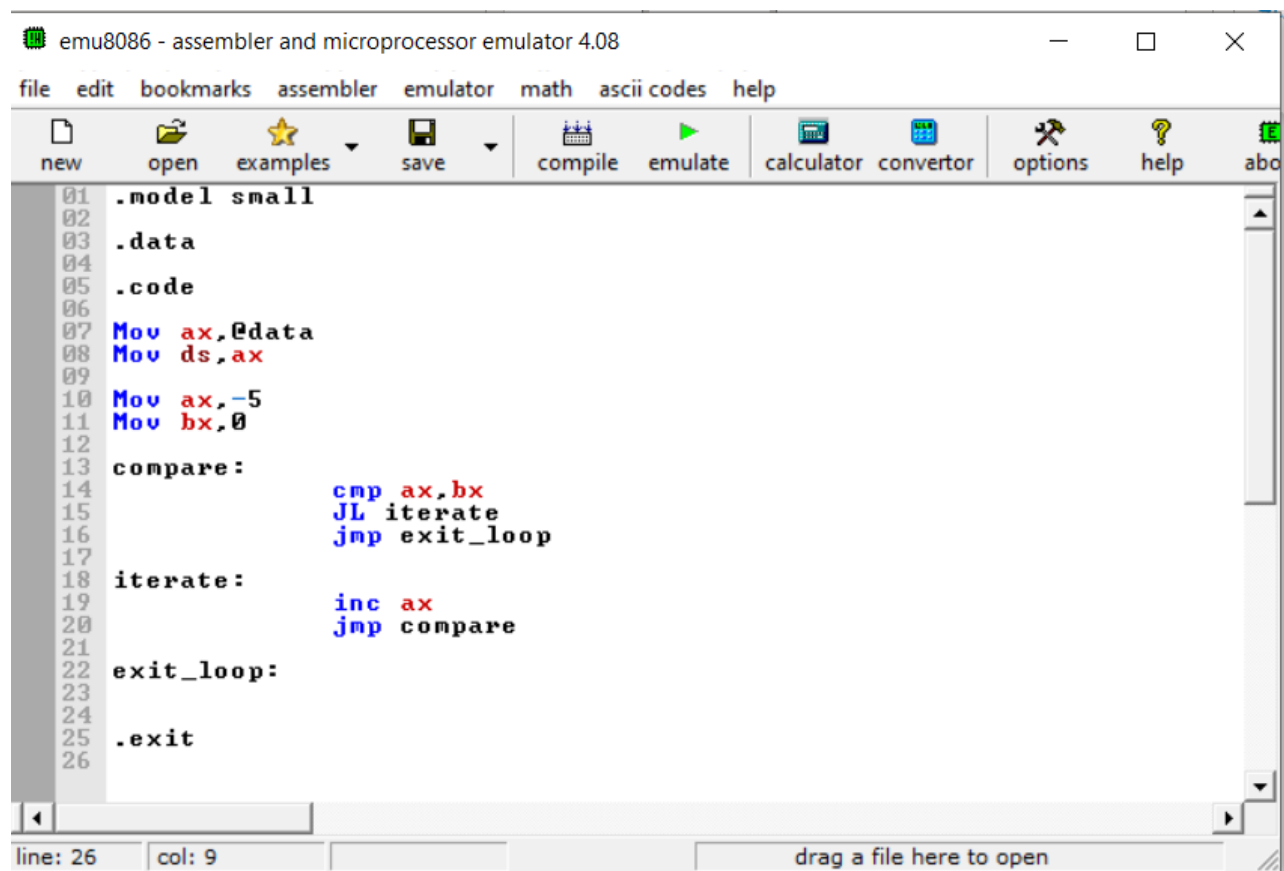 emu8086 - assembler and microprocessor emulator 4.08
file edit bookmarks assembler emulator math ascii codes help
new open examples save compile emulate calculator convertor options help abo
01 .model small
02
03 .data
04
05 .code
06
07 Mov ax,@data
08 Mov ds,ax
09
10 Mov ax,-5
11 Mov bx,0
12
13 compare:
14 cmp ax,bx
15 JL iterate
16 jmp exit_loop
17
18 iterate:
19 inc ax
20 jmp compare
21
22 exit_loop:
23
24
25 .exit
26
line: 26 col: 9 drag a file here to open